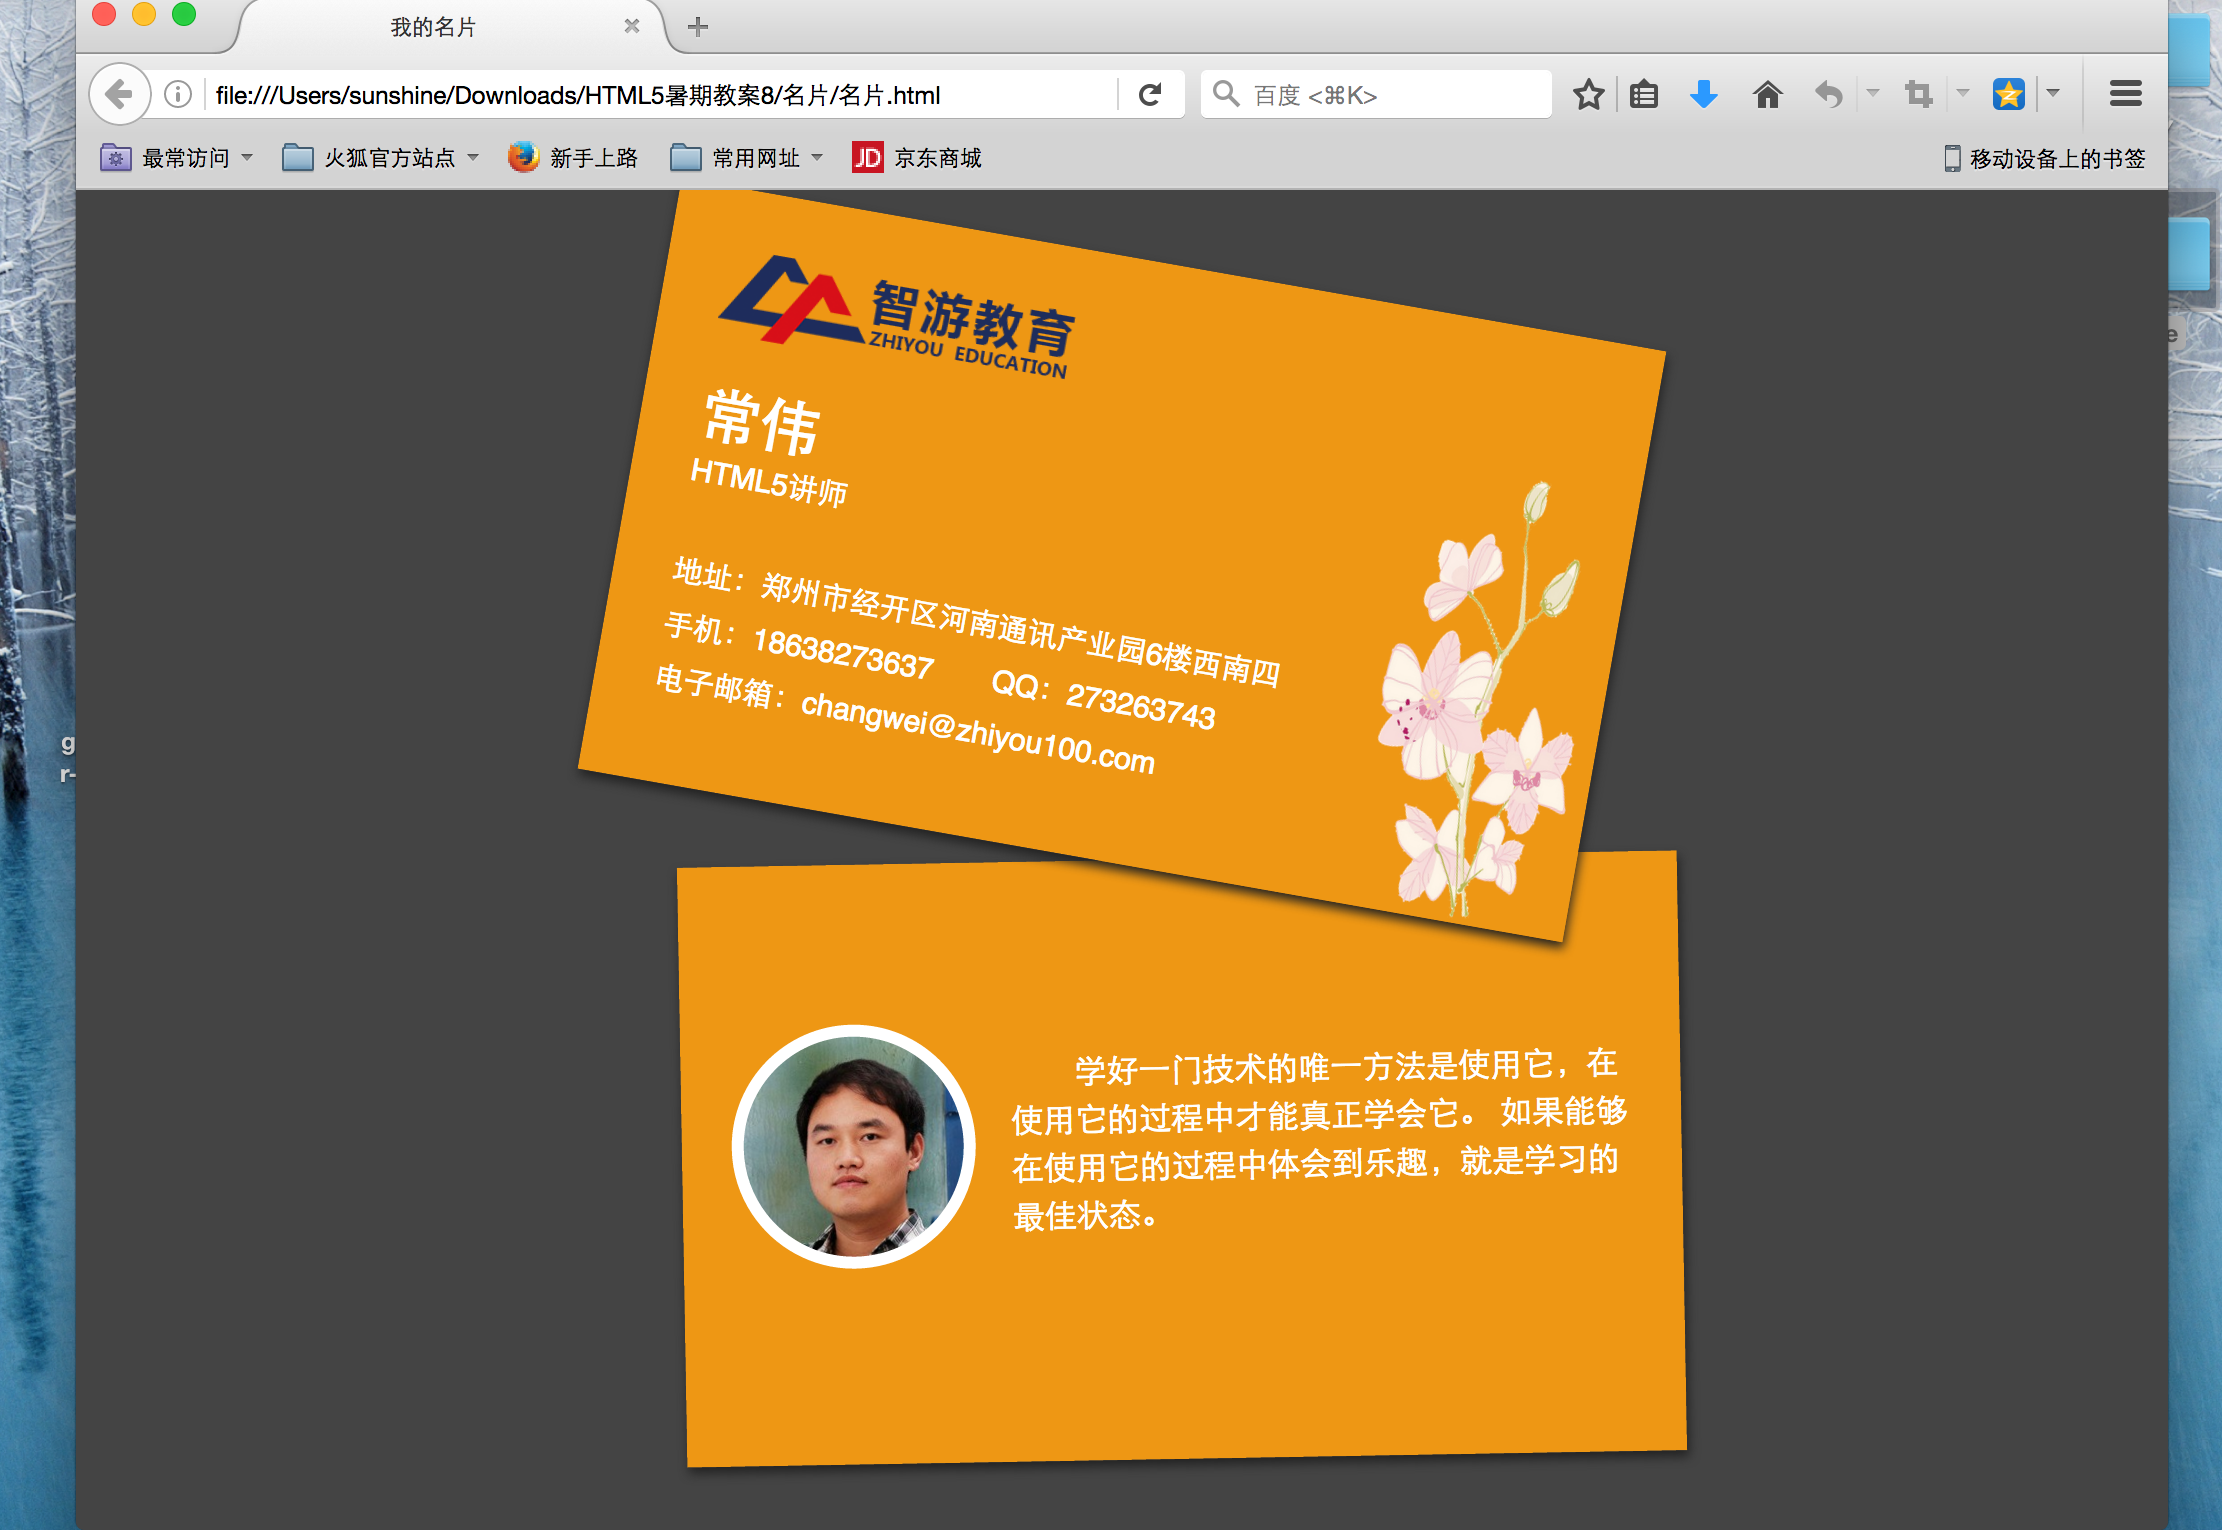 我的名片
file:///Users/sunshine/Downloads/HTML5暑期教案8/名片/名片.html
百度 <⌘K>
最常访问
火狐官方站点
新手上路
常用网址
JD 京东商城
移动设备上的书签
智游教育
ZHIYOU EDUCATION
常伟
HTML5讲师
地址：郑州市经开区河南通讯产业园6楼西南四
手机：18638273637 QQ：273263743
电子邮箱：changwei@zhiyou100.com
学好一门技术的唯一方法是使用它，在
使用它的过程中才能真正学会它。 如果能够
在使用它的过程中体会到乐趣，就是学习的
最佳状态。
e
g
r-